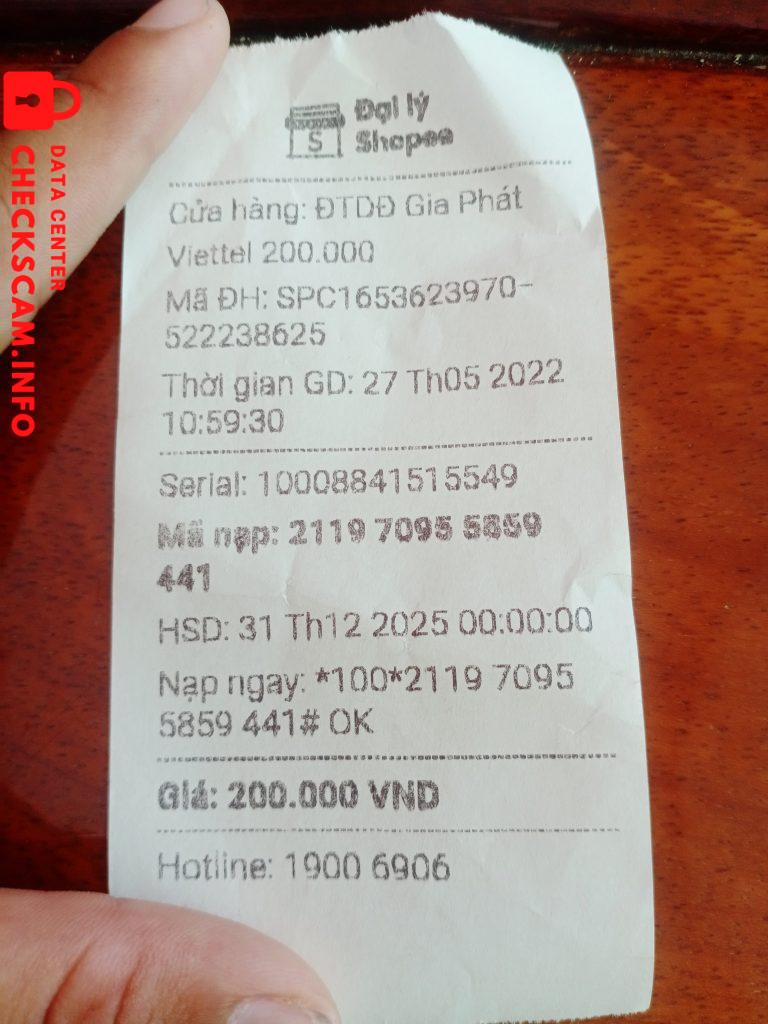 Đại lý
Shopee
S
Cửa hàng: ĐTDĐ Gia Phát
Viettel 200.000
Mã ĐH: SPC1653623970-
522238625
Thời gian GD: 27 Th05 2022
10:59:30
Serial: 10008841515549
Mã nạp: 2119 7095 5859
441
HSD: 31 Th12 2025 00:00:00
Nạp ngay: *100*2119 7095
5859 441# OK
Giá: 200.000 VND
Hotline: 1900 6906
DATA CENTER
CHECKSCAM.INFO